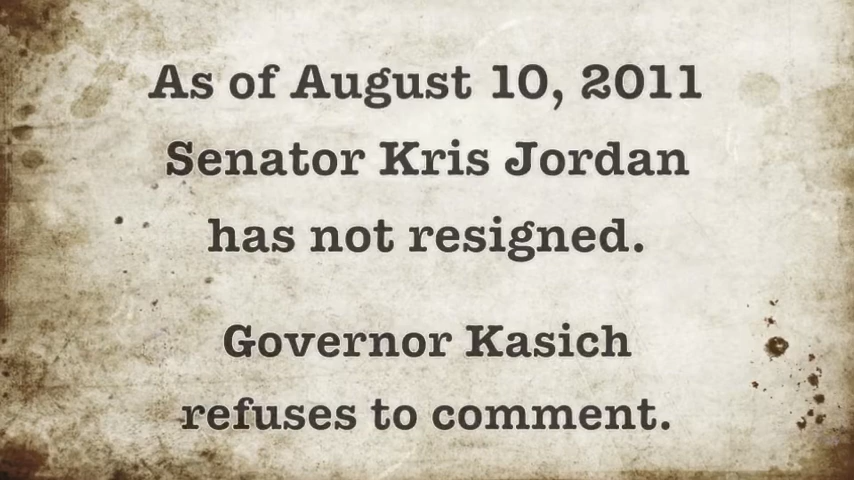 As of August 10, 2011
Senator Kris Jordan
has not resigned.
Governor Kasich
refuses to comment.